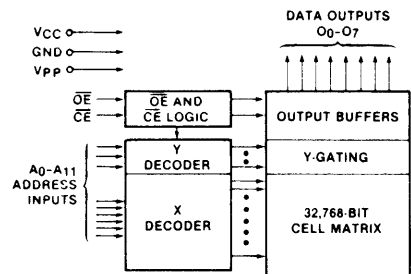 DATA OUTPUTS
O0-O7
VCC
GND
VPP
OE
CE
OE AND
CE LOGIC
OUTPUT BUFFERS
Y
DECODER
Y-GATING
A0-A11
ADDRESS
INPUTS
X
DECODER
32,768-BIT
CELL MATRIX